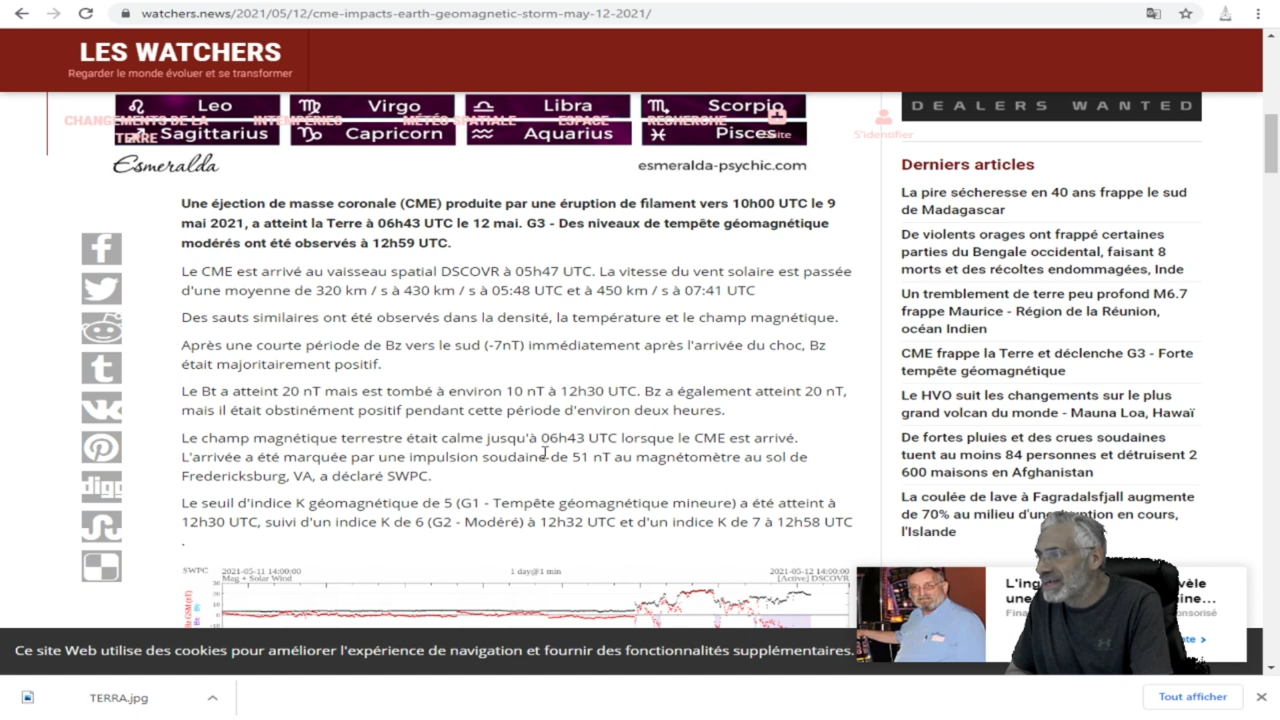 watchers.news/2021/05/12/cme-impacts-earth-geomagnetic-storm-may-12-2021/
LES WATCHERS
Regarder le monde évoluer et se transformer
CHANGEMENTS DE LA TERRE
INTEMPÉRIES
MÉTÉO SPATIALE
ESPACE
RECHERCHE
Suite
S'identifier
Leo
Virgo
Libra
Scorpio
Sagittarius
Capricorn
Aquarius
Pisces
Esmeralda
esmeralda-psychic.com
DEALERS WANTED
Une éjection de masse coronale (CME) produite par une éruption de filament vers 10h00 UTC le 9
mai 2021, a atteint la Terre à 06h43 UTC le 12 mai. G3 - Des niveaux de tempête géomagnétique
modérés ont été observés à 12h59 UTC.
Le CME est arrivé au vaisseau spatial DSCOVR à 05h47 UTC. La vitesse du vent solaire est passée
d'une moyenne de 320 km / s à 430 km / s à 05:48 UTC et à 450 km / s à 07:41 UTC
Des sauts similaires ont été observés dans la densité, la température et le champ magnétique.
Après une courte période de Bz vers le sud (-7nT) immédiatement après l'arrivée du choc, Bz
était majoritairement positif.
Le Bt a atteint 20 nT mais est tombé à environ 10 nT à 12h30 UTC. Bz a également atteint 20 nT,
mais il était obstinément positif pendant cette période d'environ deux heures.
Le champ magnétique terrestre était calme jusqu'à 06h43 UTC lorsque le CME est arrivé.
L'arrivée a été marquée par une impulsion soudaine de 51 nT au magnétomètre au sol de
Fredericksburg, VA, a déclaré SWPC.
Le seuil d'indice K géomagnétique de 5 (G1 - Tempête géomagnétique mineure) a été atteint à
12h30 UTC, suivi d'un indice K de 6 (G2 - Modéré) à 12h32 UTC et d'un indice K de 7 à 12h58 UTC
.
SWPC
2021-05-11 14:00:00
Mag + Solar Wind
1 day@1 min
2021-05-12 14:00:00
[Active] DSCOVR
Derniers articles
La pire sécheresse en 40 ans frappe le sud
de Madagascar
De violents orages ont frappé certaines
parties du Bengale occidental, faisant 8
morts et des récoltes endommagées, Inde
Un tremblement de terre peu profond M6.7
frappe Maurice - Région de la Réunion,
océan Indien
CME frappe la Terre et déclenche G3 - Forte
tempête géomagnétique
Le HVO suit les changements sur le plus
grand volcan du monde - Mauna Loa, Hawaï
De fortes pluies et des crues soudaines
tuent au moins 84 personnes et détruisent 2
600 maisons en Afghanistan
La coulée de lave à Fagradalsfjall augmente
de 70% au milieu d'une éruption en cours,
l'Islande
Ce site Web utilise des cookies pour améliorer l'expérience de navigation et fournir des fonctionnalités supplémentaires.
TERRA.jpg
Tout afficher